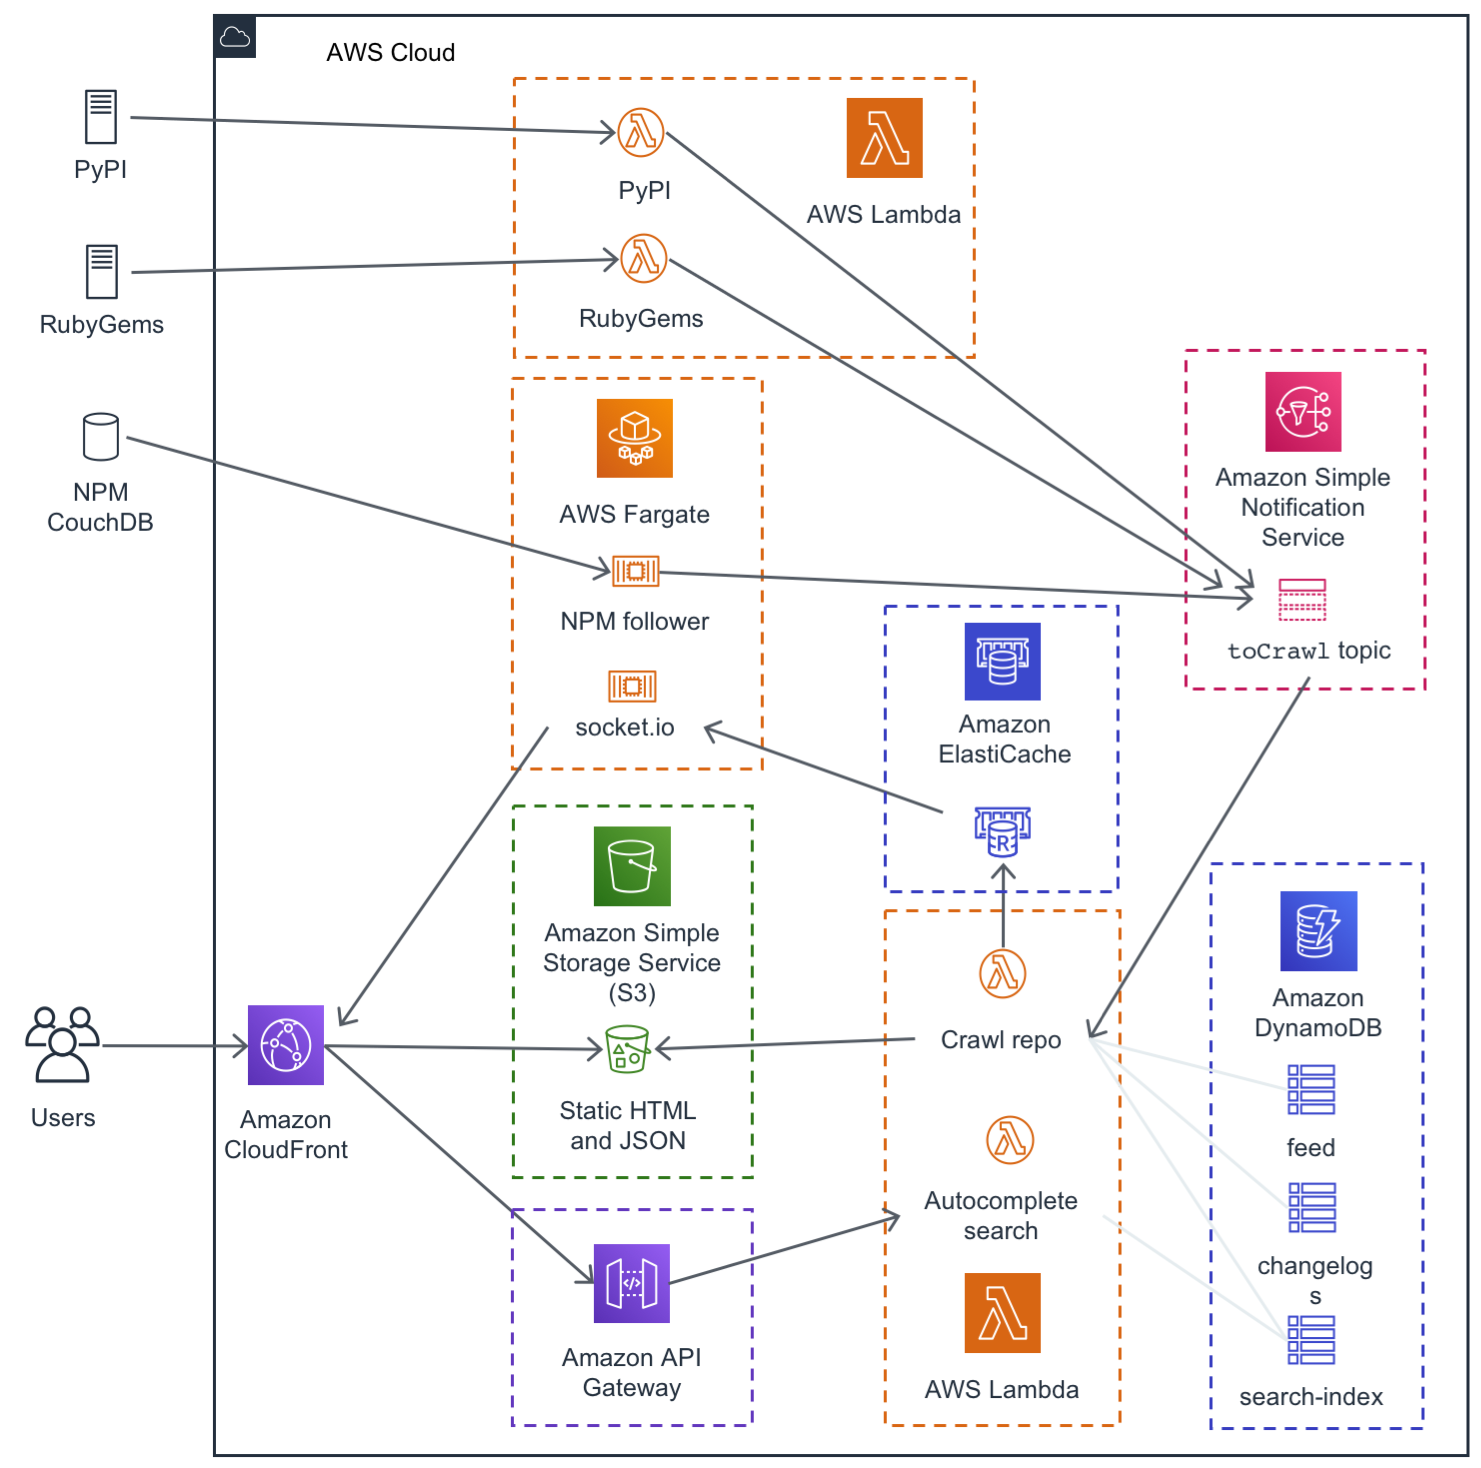 AWS Cloud
PyPI
PyPI
AWS Lambda
RubyGems
RubyGems
NPM
CouchDB
AWS Fargate
NPM follower
socket.io
Amazon Simple
Notification
Service
toCrawl topic
Amazon
ElastiCache
R
Amazon Simple
Storage Service
(S3)
Static HTML
and JSON
Crawl repo
Autocomplete
search
AWS Lambda
Amazon
DynamoDB
feed
changelog
s
search-index
Users
Amazon
CloudFront
</>
Amazon API
Gateway